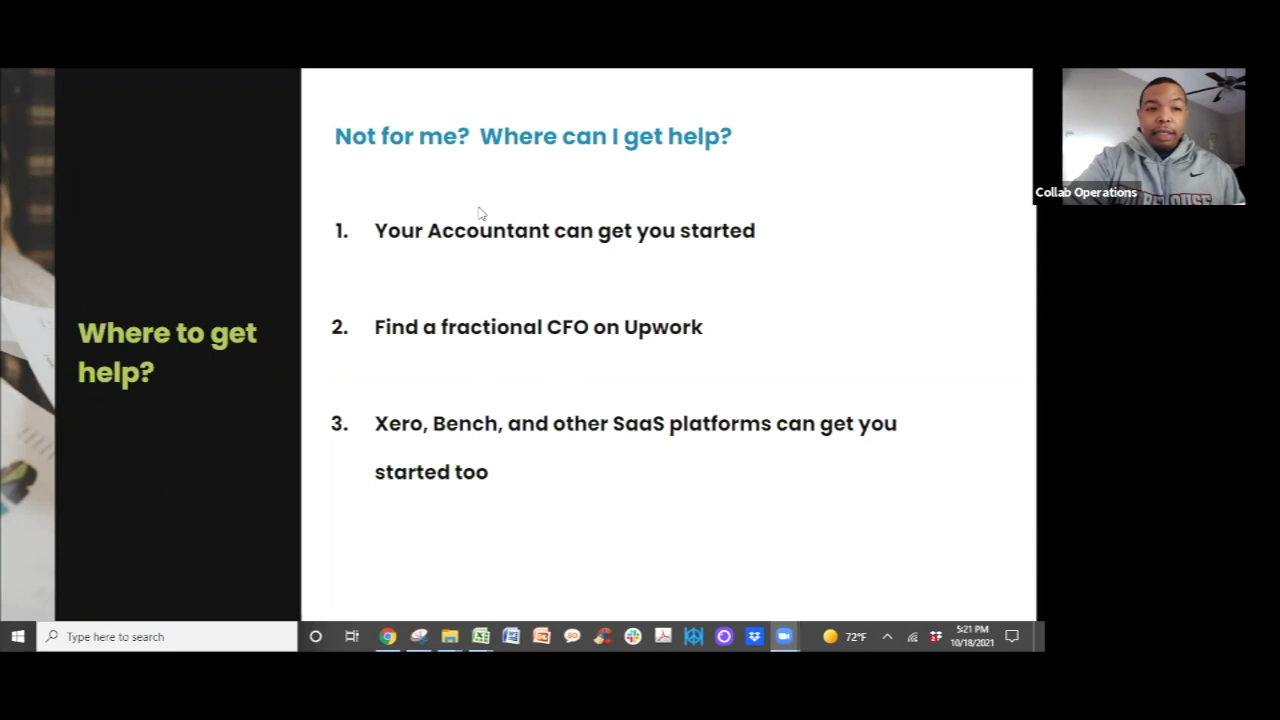 Not for me? Where can I get help?
1. Your Accountant can get you started
2. Find a fractional CFO on Upwork
3. Xero, Bench, and other SaaS platforms can get you
started too
Where to get
help?
Collab Operations
Type here to search
72°F
5:21 PM
10/18/2021